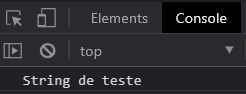 Elements Console
top
String de teste